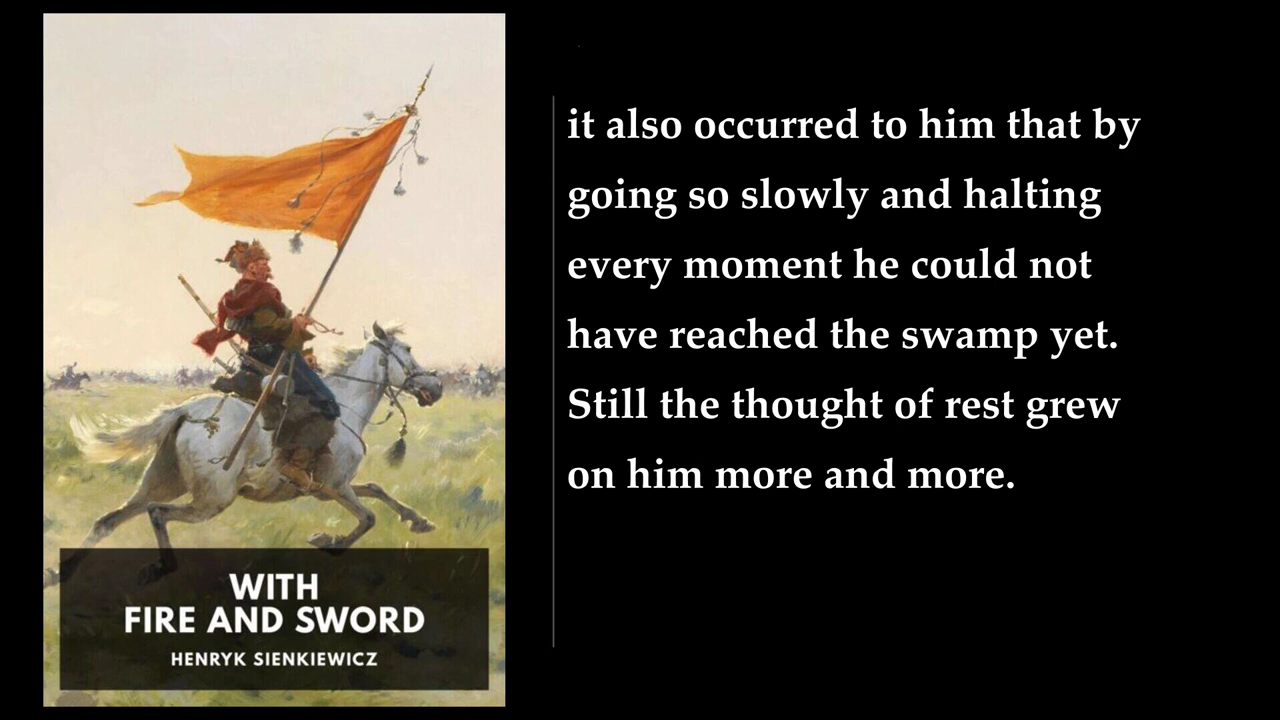 WITH
FIRE AND SWORD
HENRYK SIENKIEWICZ
it also occurred to him that by
going so slowly and halting
every moment he could not
have reached the swamp yet.
Still the thought of rest grew
on him more and more.